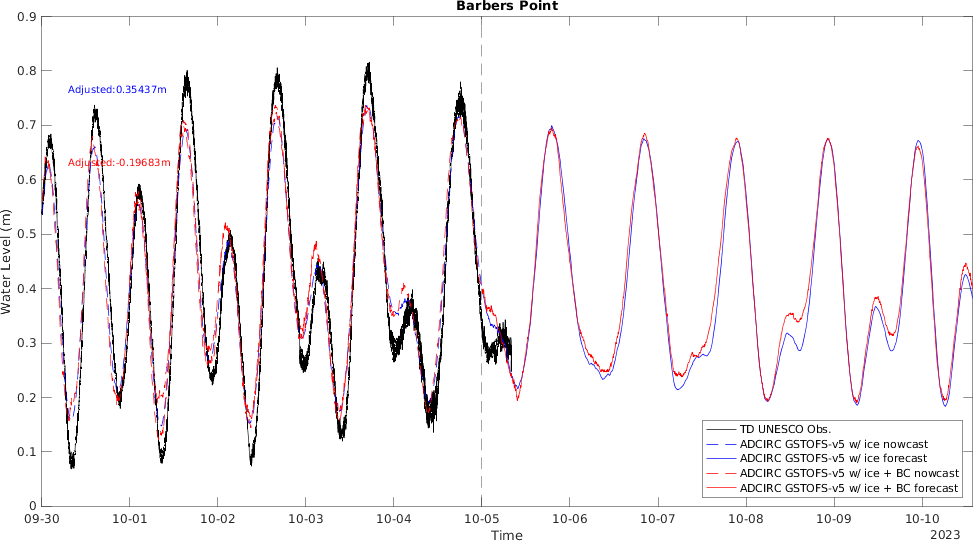 Barbers Point
0.9
0.8
0.7
0.6
0.5
0.4
0.3
0.2
0.1
0
Water Level (m)
Adjusted:0.35437m
Adjusted:-0.19683m
TD UNESCO Obs.
ADCIRC GSTOFS-v5 w/ ice nowcast
ADCIRC GSTOFS-v5 w/ ice forecast
ADCIRC GSTOFS-v5 w/ ice + BC nowcast
ADCIRC GSTOFS-v5 w/ ice + BC forecast
09-30 10-01 10-02 10-03 10-04 10-05 10-06 10-07 10-08 10-09 10-10
Time
2023